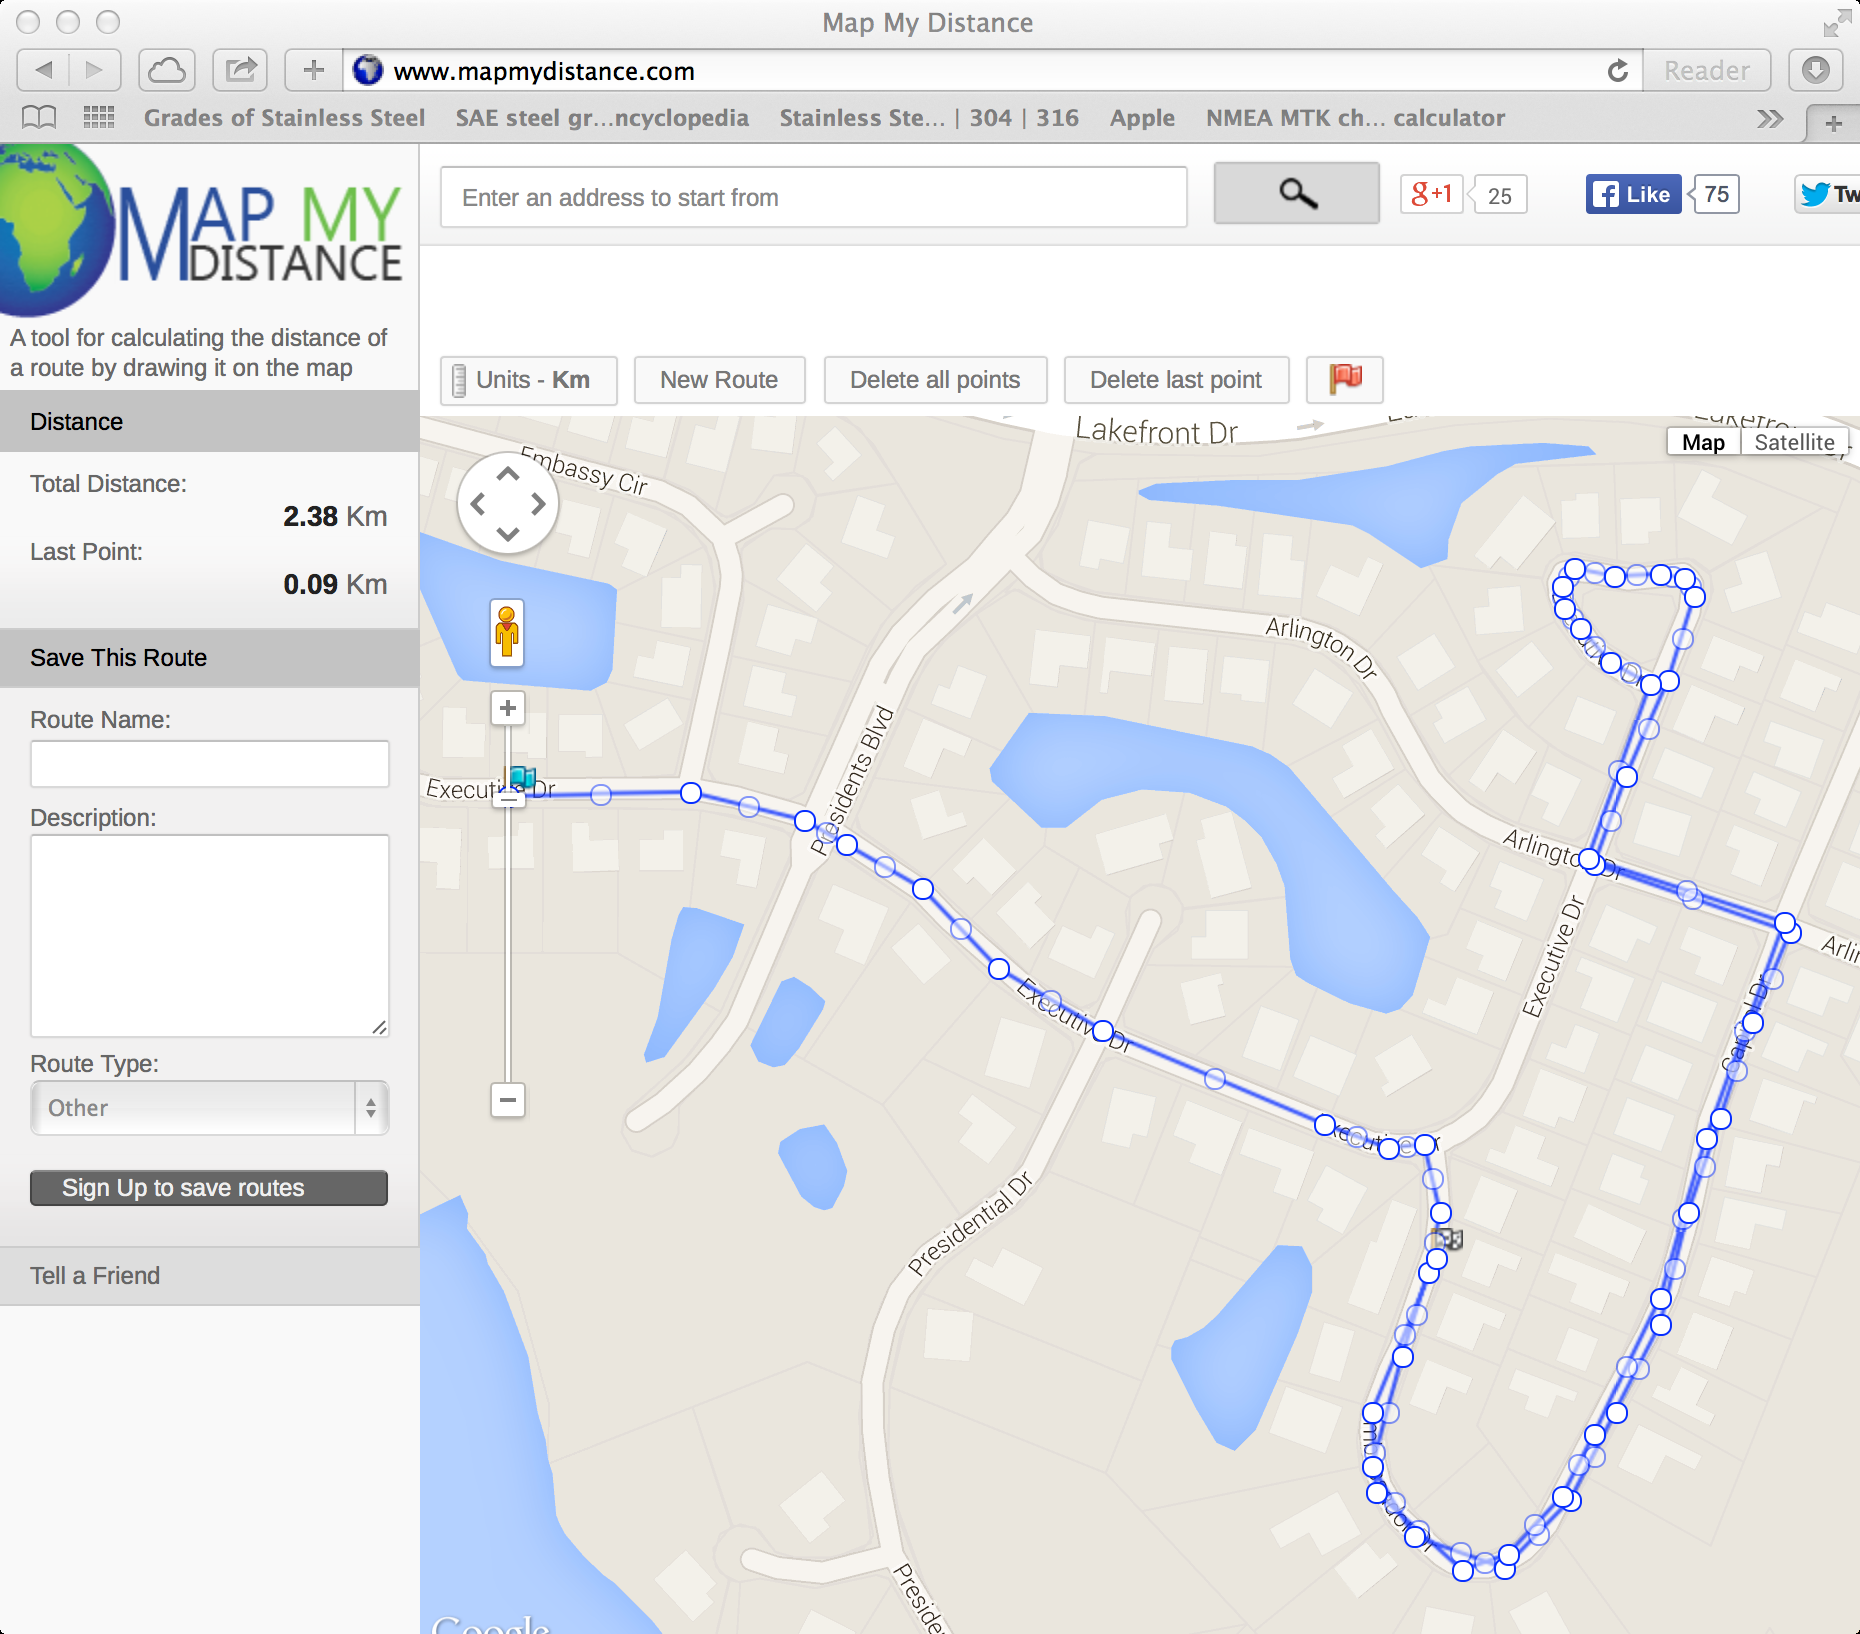 Map My Distance
www.mapmydistance.com
Reader
Grades of Stainless Steel
SAE steel gr...ncyclopedia
Stainless Ste... | 304 | 316
Apple
NMEA MTK ch... calculator
MAP MY
DISTANCE
A tool for calculating the distance of
a route by drawing it on the map
Enter an address to start from
g+1
25
f Like
75
Tw
Units - Km
New Route
Delete all points
Delete last point
Distance
Total Distance:
2.38 Km
Last Point:
0.09 Km
Save This Route
Route Name:
Description:
Route Type:
Other
Sign Up to save routes
Tell a Friend
Lakefront Dr
Map
Satellite
Embassy Cir
Arlington Dr
Presidents Blvd
Executive Dr
Arlington Dr
Executive Dr
Arlin
Capitol Dr
Executive Dr
Executive Dr
Presidential Dr
Preside
Google